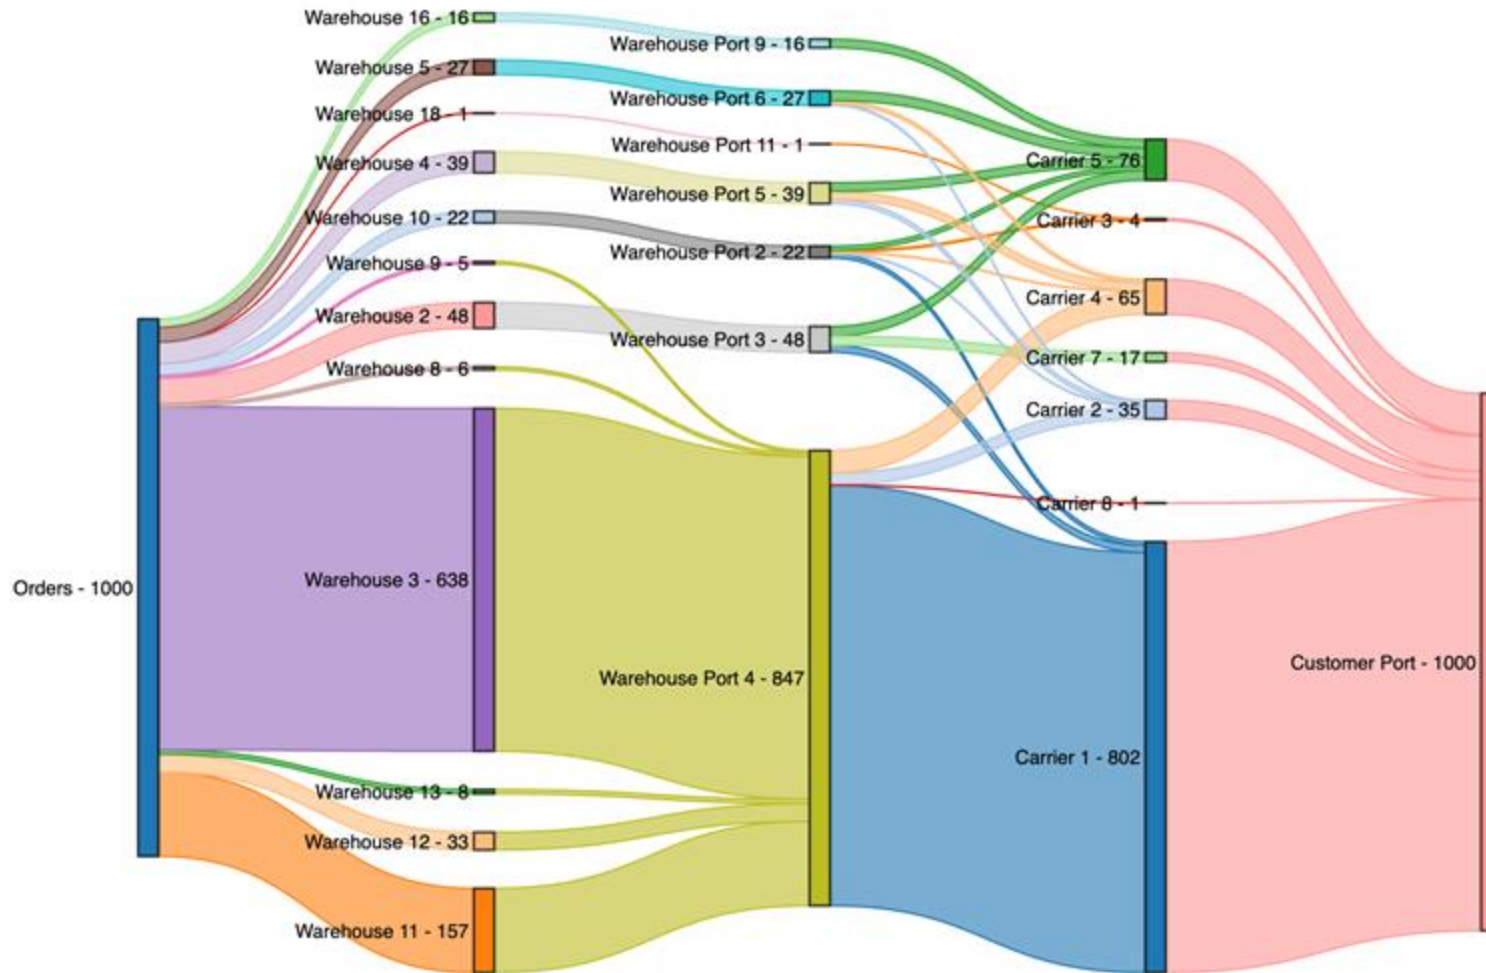 Warehouse 16 - 16
Warehouse 5 - 27
Warehouse 18 - 1
Warehouse 4 - 39
Warehouse 10 - 22
Warehouse 9 - 5
Warehouse 2 - 48
Warehouse 8 - 6
Orders - 1000
Warehouse 3 - 638
Warehouse 13 - 8
Warehouse 12 - 33
Warehouse 11 - 157
Warehouse Port 9 - 16
Warehouse Port 6 - 27
Warehouse Port 11 - 1
Warehouse Port 5 - 39
Warehouse Port 2 - 22
Warehouse Port 3 - 48
Warehouse Port 4 - 847
Carrier 5 - 76
Carrier 3 - 4
Carrier 4 - 65
Carrier 7 - 17
Carrier 2 - 35
Carrier 8 - 1
Carrier 1 - 802
Customer Port - 1000